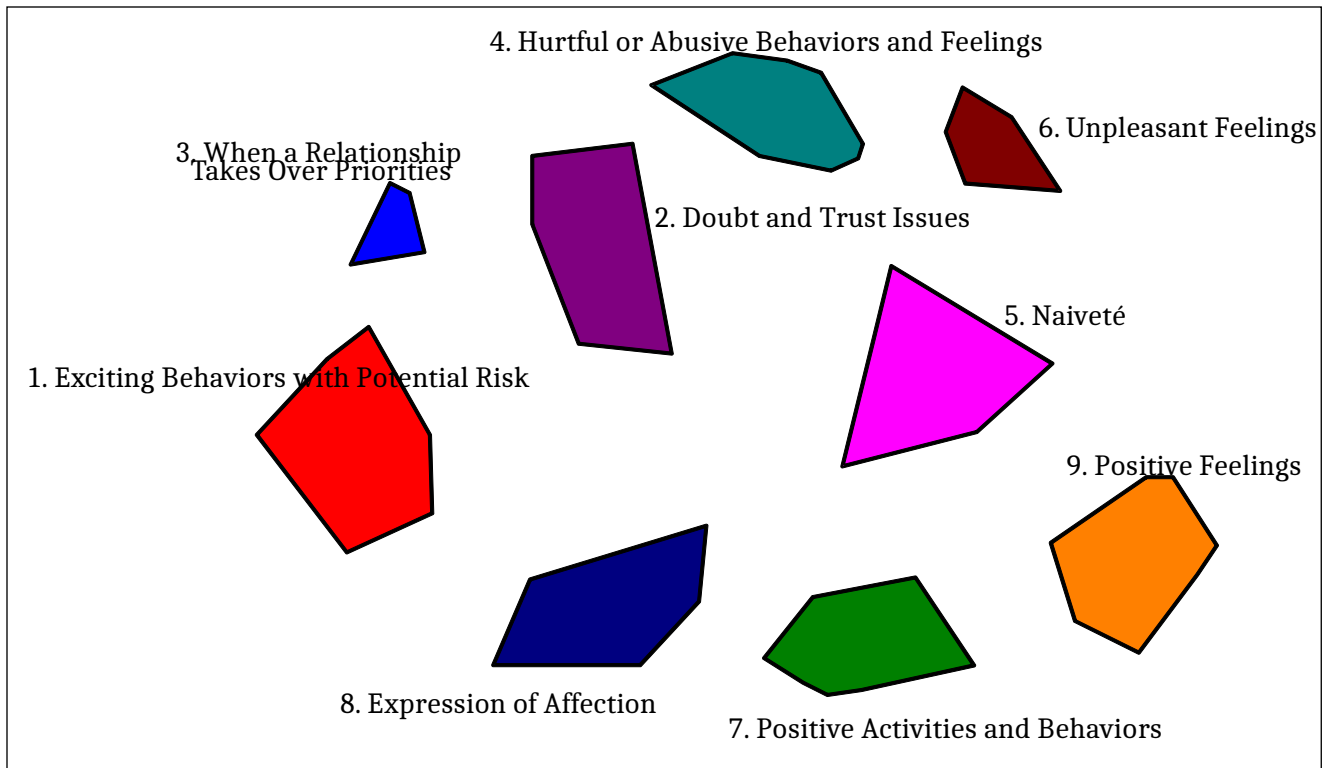 4. Hurtful or Abusive Behaviors and Feelings
6. Unpleasant Feelings
3. When a Relationship
Takes Over Priorities
2. Doubt and Trust Issues
5. Naiveté
1. Exciting Behaviors with Potential Risk
9. Positive Feelings
8. Expression of Affection
7. Positive Activities and Behaviors